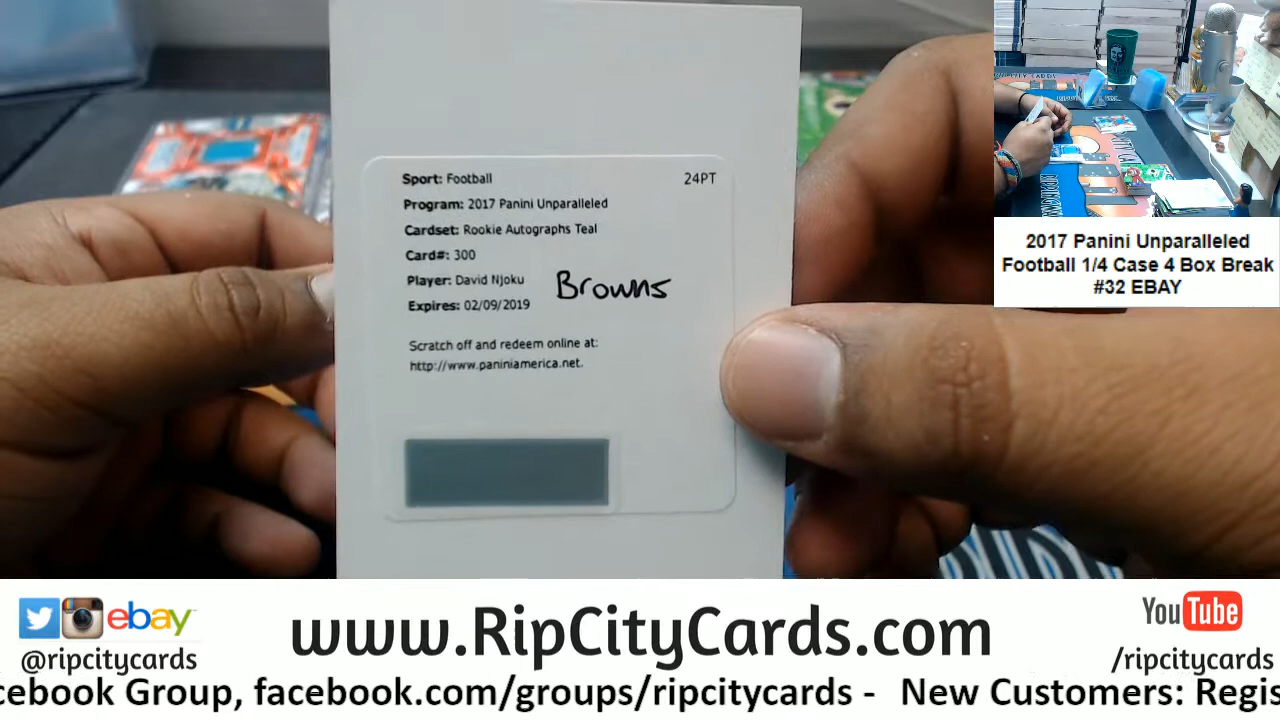 Sport: Football
24PT
Program: 2017 Panini Unparalleled
Cardset: Rookie Autographs Teal
Card#: 300
Player: David Njoku
Browns
Expires: 02/09/2019
Scratch off and redeem online at:
http://www.paniniamerica.net.
2017 Panini Unparalleled
Football 1/4 Case 4 Box Break
#32 EBAY
ebay
@ripcitycards
www.RipCityCards.com
YouTube
/ripcitycards
cebook Group, facebook.com/groups/ripcitycards - New Customers: Regis